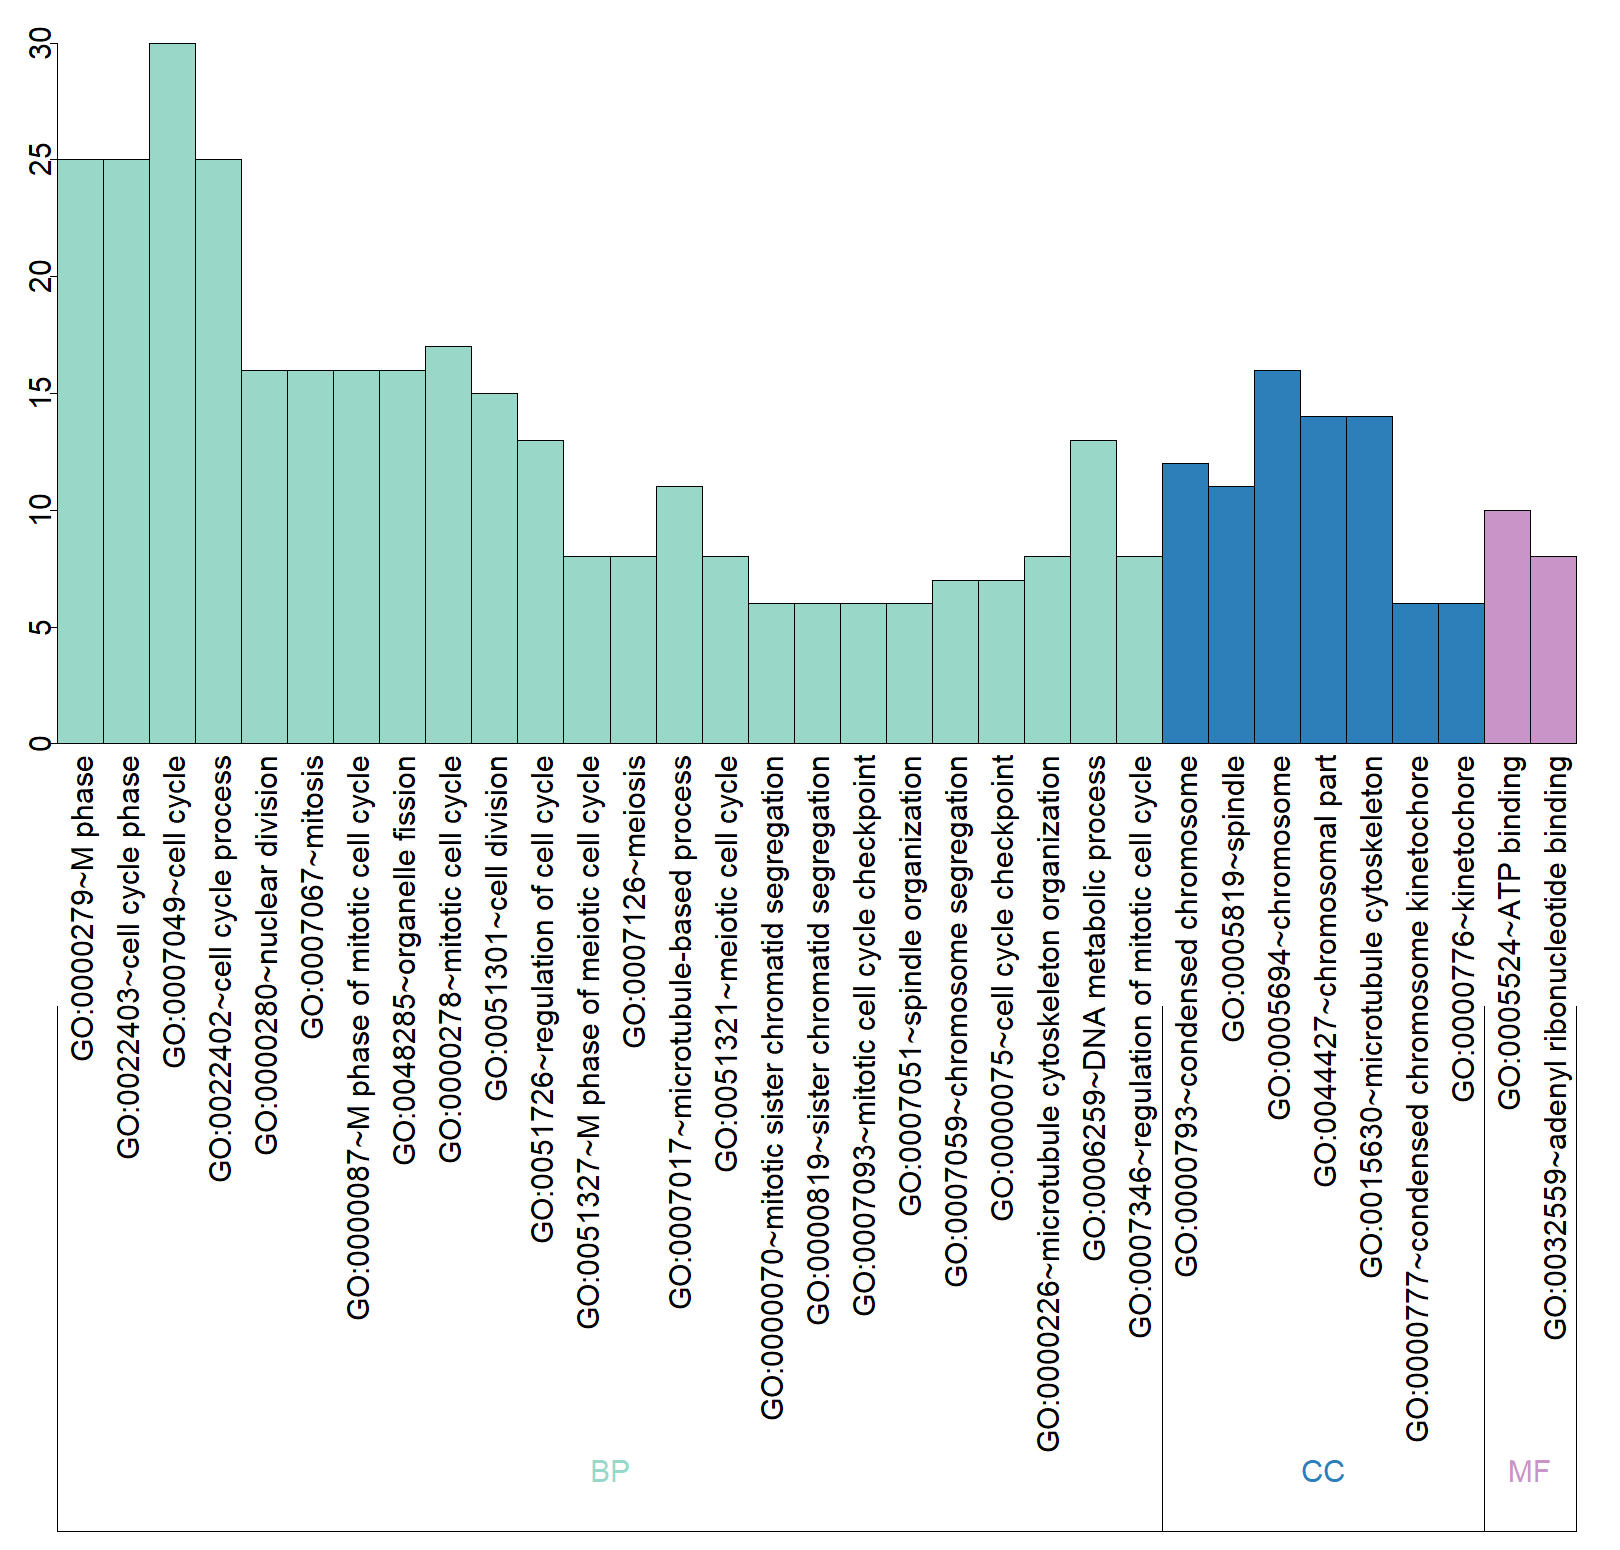 30
25
20
15
10
5
0
GO:0000279~M phase
GO:0022403~cell cycle phase
GO:0007049~cell cycle
GO:0022402~cell cycle process
GO:0000280~nuclear division
GO:0007067~mitosis
GO:0000087~M phase of mitotic cell cycle
GO:0048285~organelle fission
GO:0000278~mitotic cell cycle
GO:0051301~cell division
GO:0051726~regulation of cell cycle
GO:0051327~M phase of meiotic cell cycle
GO:0007126~meiosis
GO:0007017~microtubule-based process
GO:0051321~meiotic cell cycle
GO:0000070~mitotic sister chromatid segregation
GO:0000819~sister chromatid segregation
GO:0007093~mitotic cell cycle checkpoint
GO:0007051~spindle organization
GO:0007059~chromosome segregation
GO:0000075~cell cycle checkpoint
GO:0000226~microtubule cytoskeleton organization
GO:0006259~DNA metabolic process
GO:0007346~regulation of mitotic cell cycle
GO:0000793~condensed chromosome
GO:0005819~spindle
GO:0005694~chromosome
GO:0044427~chromosomal part
GO:0015630~microtubule cytoskeleton
GO:0000777~condensed chromosome kinetochore
GO:0000776~kinetochore
GO:0005524~ATP binding
GO:0032559~adenyl ribonucleotide binding
BP
CC
MF